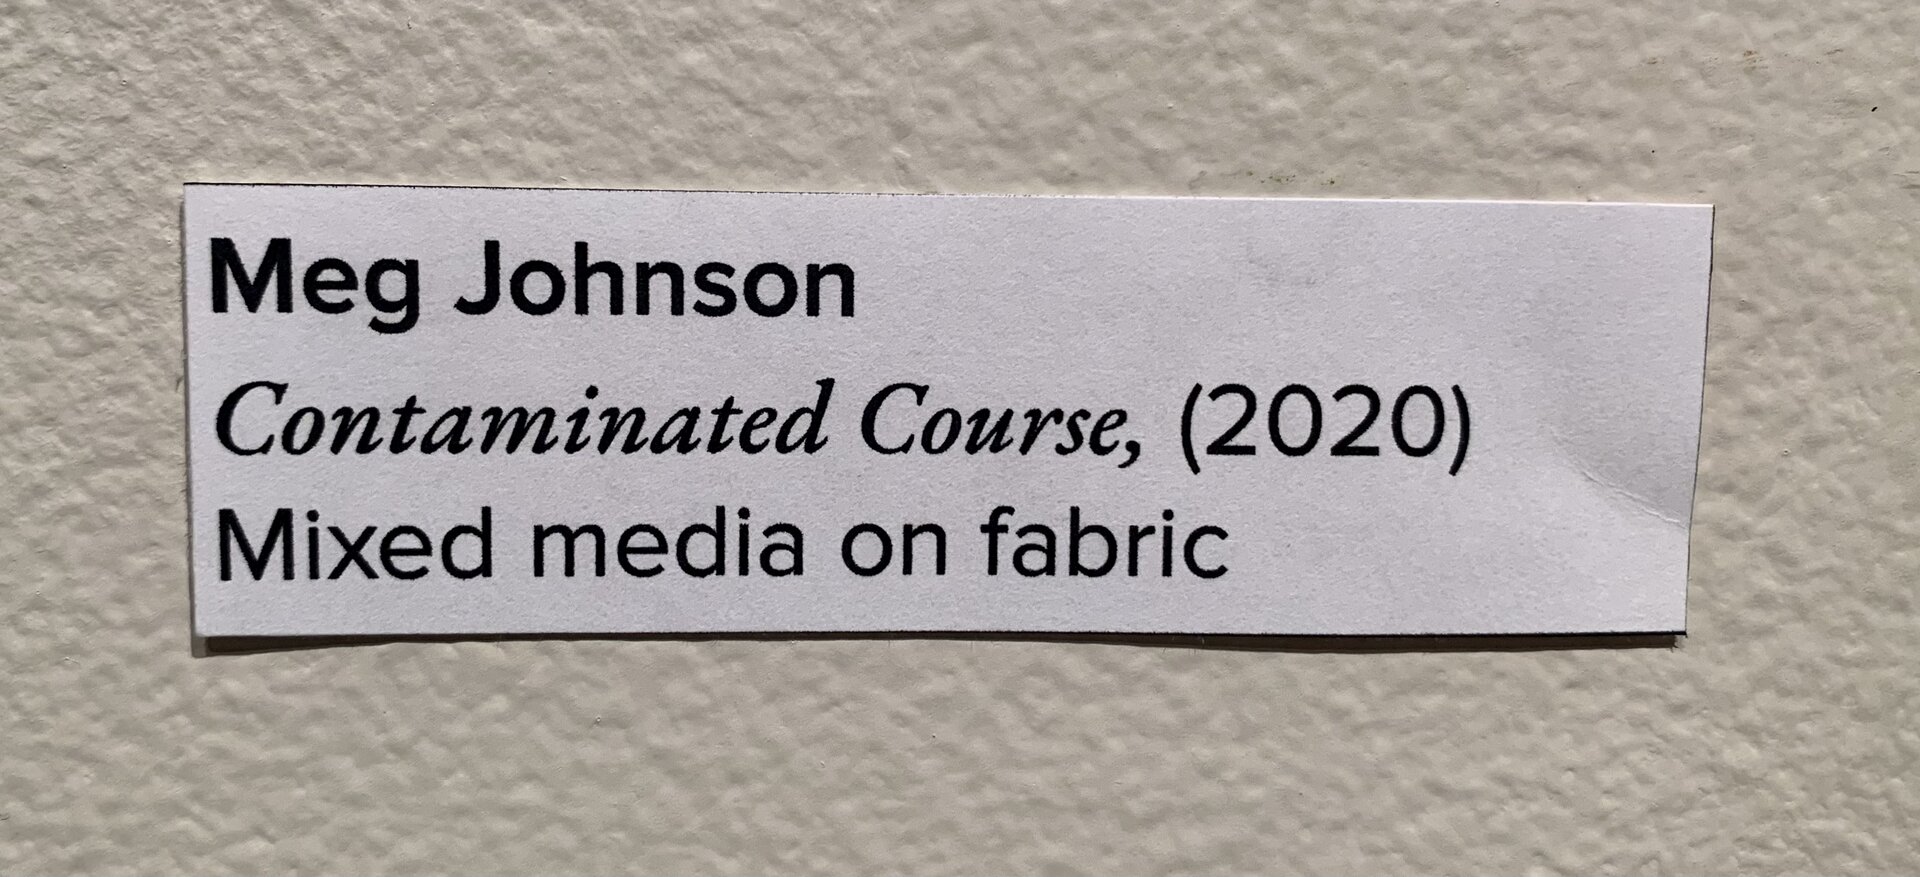 Meg Johnson
Contaminated Course, (2020)
Mixed media on fabric